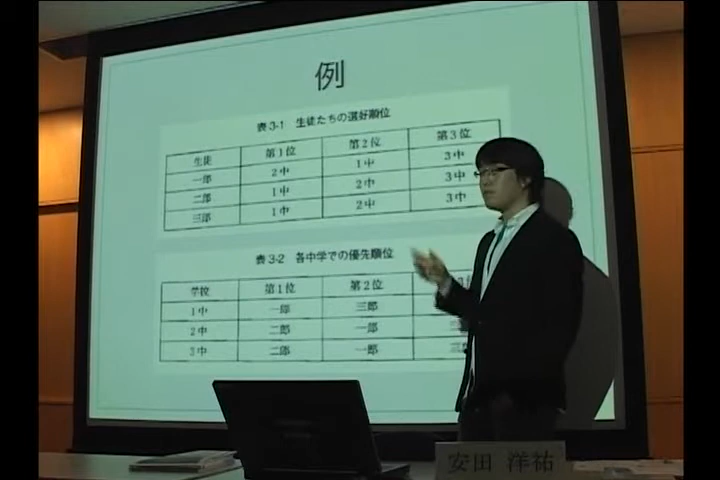 例
表3-1 生徒たちの選好順位
生徒 第1位 第2位 第3位
一郎 2中 1中 3中
二郎 1中 2中 3中
三郎 1中 2中 3中
表3-2 各中学での優先順位
学校 第1位 第2位
1中 一郎 三郎
2中 二郎 一郎
3中 二郎 一郎
安田 洋祐